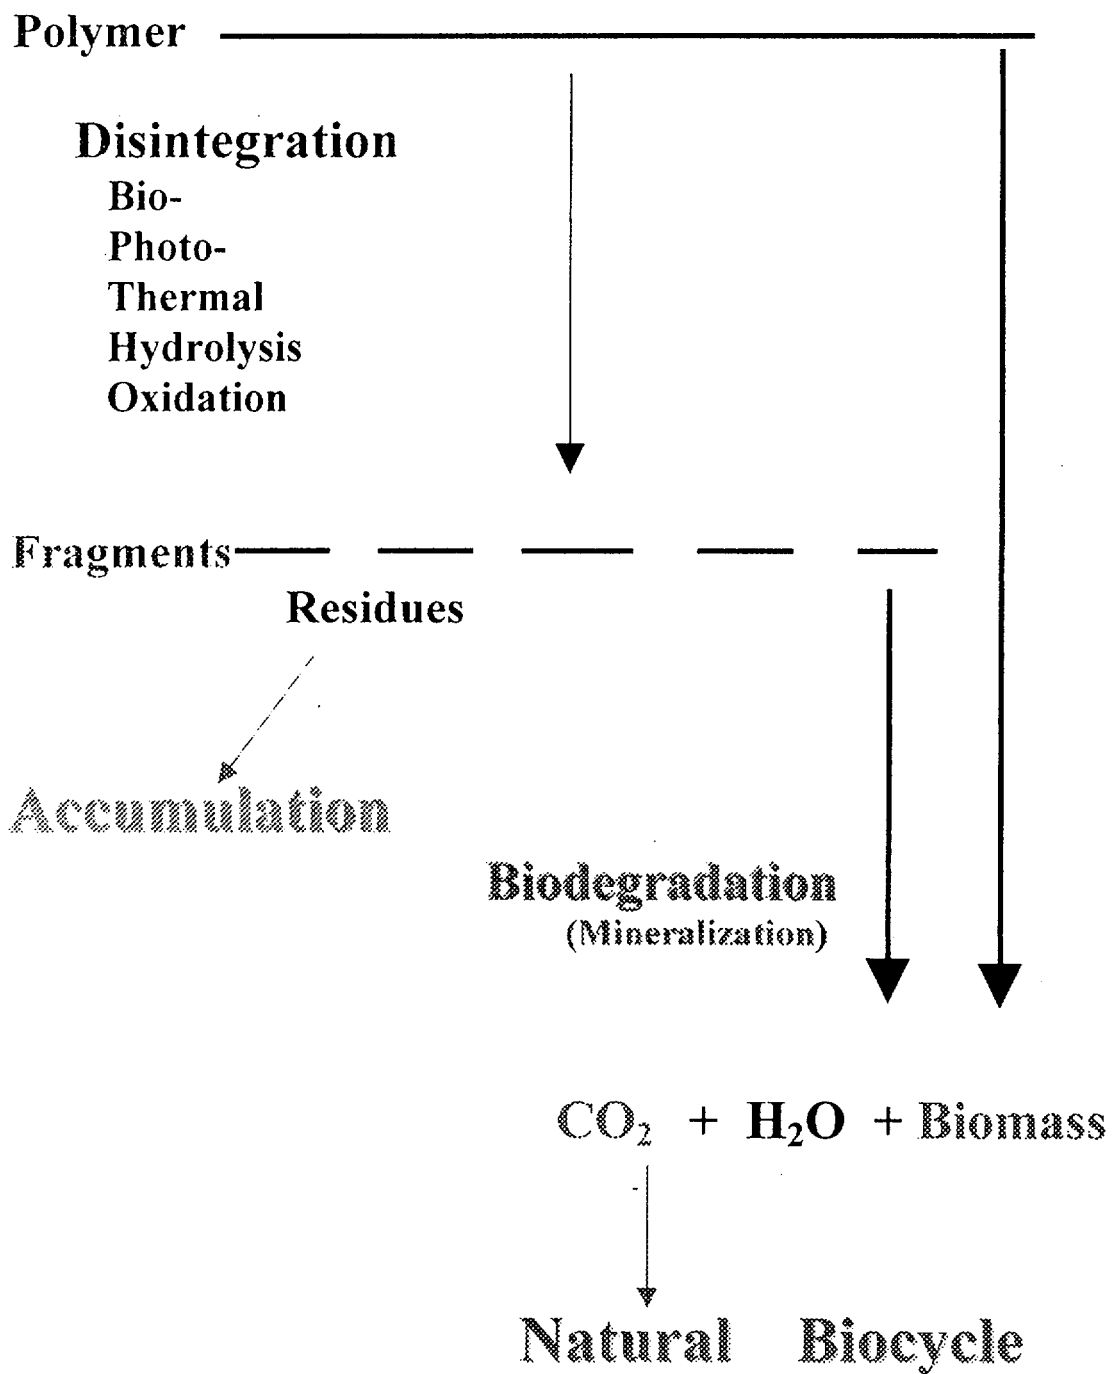 Polymer
Disintegration
Bio-
Photo-
Thermal
Hydrolysis
Oxidation
Fragments
Residues
Accumulation
Biodegradation
(Mineralization)
CO₂ + H₂O + Biomass
Natural Biocycle